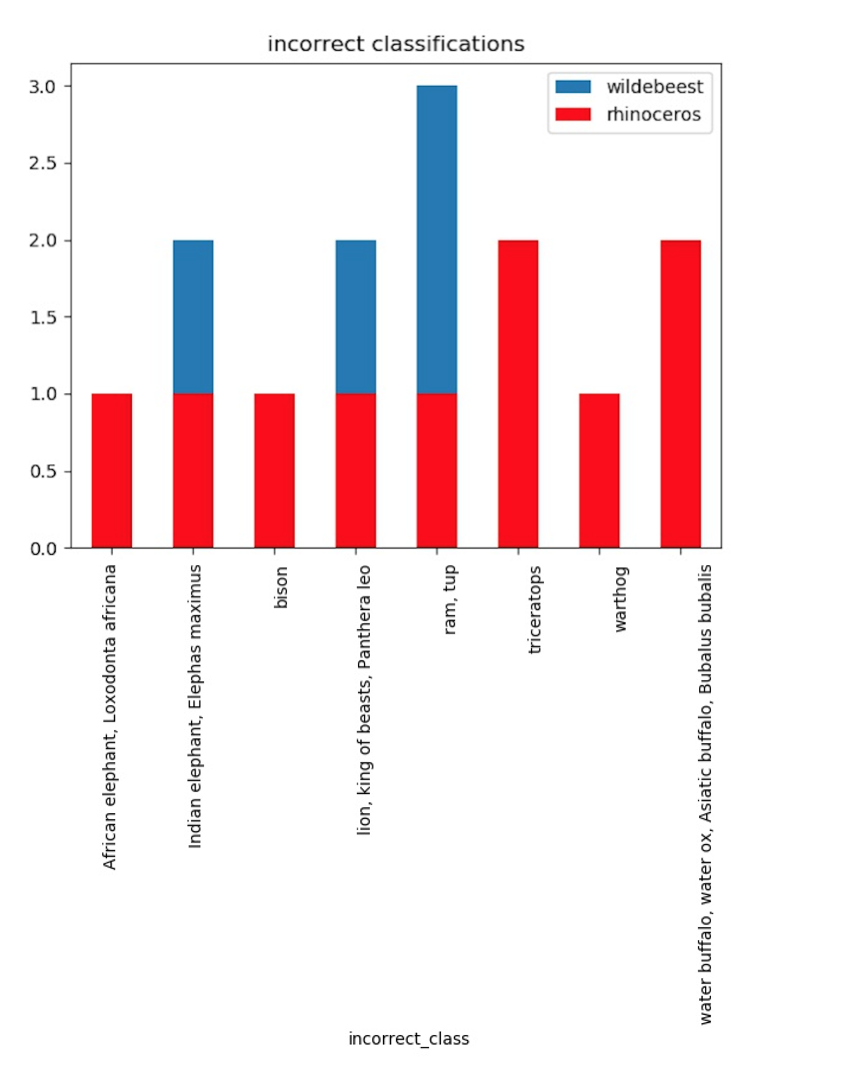 incorrect classifications
wildebeest
rhinoceros
3.0
2.5
2.0
1.5
1.0
0.5
0.0
African elephant, Loxodonta africana
Indian elephant, Elephas maximus
bison
lion, king of beasts, Panthera leo
ram, tup
triceratops
warthog
water buffalo, water ox, Asiatic buffalo, Bubalus bubalis
incorrect_class